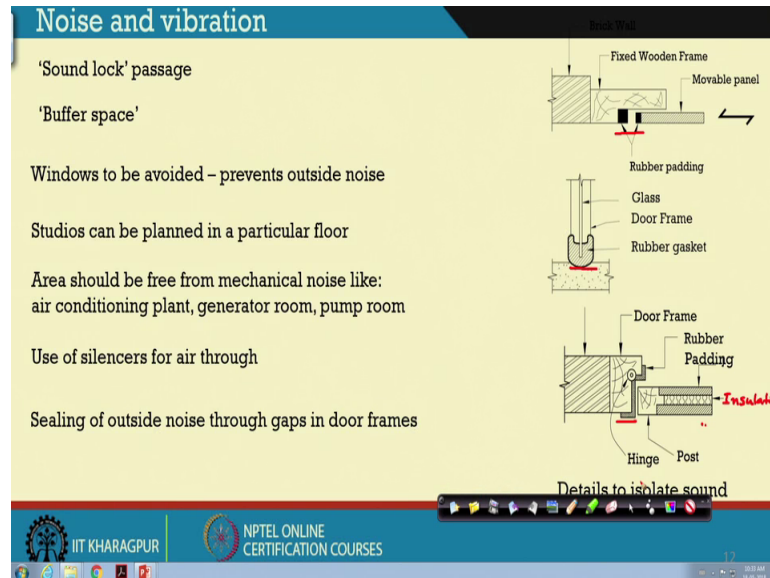 Noise and vibration
'Sound lock' passage
'Buffer space'
Windows to be avoided – prevents outside noise
Studios can be planned in a particular floor
Area should be free from mechanical noise like:
air conditioning plant, generator room, pump room
Use of silencers for air through
Sealing of outside noise through gaps in door frames
Brick Wall
Fixed Wooden Frame
Movable panel
Rubber padding
Glass
Door Frame
Rubber gasket
Door Frame
Rubber
Padding
Insulat
Hinge
Post
Details to isolate sound
IIT KHARAGPUR
NPTEL ONLINE
CERTIFICATION COURSES
12
10:33 AM